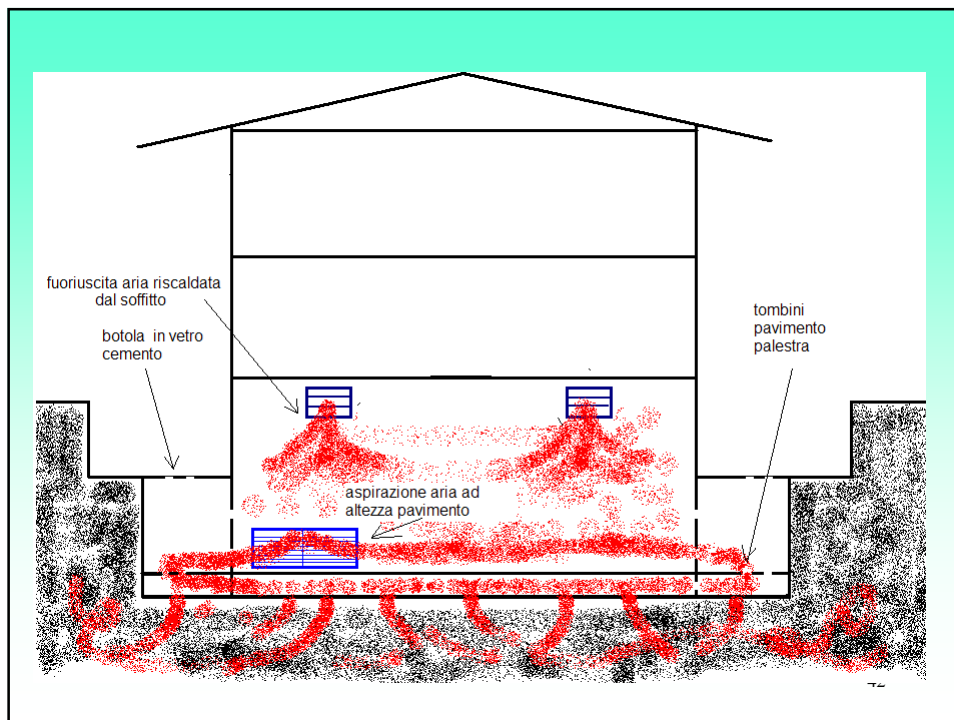 fuoriuscita aria riscaldata
dal soffitto
botola in vetro
cemento
tombini
pavimento
palestra
aspirazione aria ad
altezza pavimento